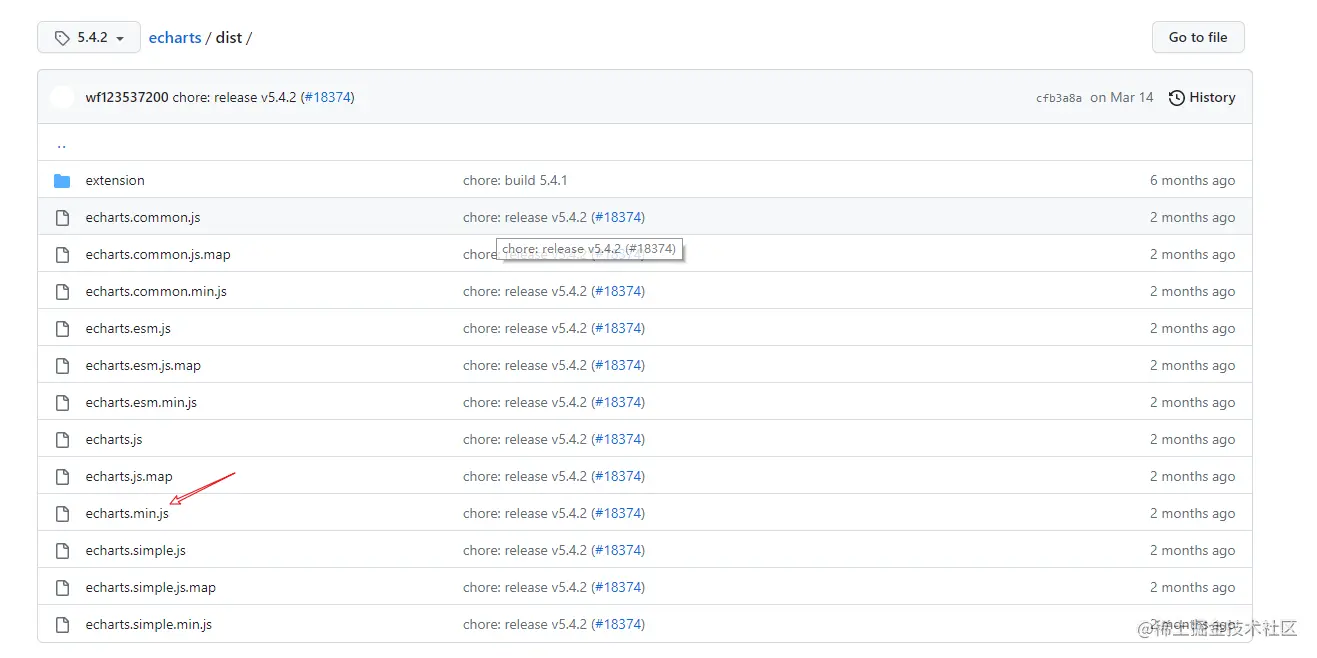 5.4.2 echarts / dist / Go to file
wf123537200 chore: release v5.4.2 (#18374) cfb3a8a on Mar 14 History
..
extension chore: build 5.4.1 6 months ago
echarts.common.js chore: release v5.4.2 (#18374) 2 months ago
chore: release v5.4.2 (#18374)
echarts.common.js.map chore: release v5.4.2 (#18374) 2 months ago
echarts.common.min.js chore: release v5.4.2 (#18374) 2 months ago
echarts.esm.js chore: release v5.4.2 (#18374) 2 months ago
echarts.esm.js.map chore: release v5.4.2 (#18374) 2 months ago
echarts.esm.min.js chore: release v5.4.2 (#18374) 2 months ago
echarts.js chore: release v5.4.2 (#18374) 2 months ago
echarts.js.map chore: release v5.4.2 (#18374) 2 months ago
echarts.min.js chore: release v5.4.2 (#18374) 2 months ago
echarts.simple.js chore: release v5.4.2 (#18374) 2 months ago
echarts.simple.js.map chore: release v5.4.2 (#18374) 2 months ago
echarts.simple.min.js chore: release v5.4.2 (#18374) 2 months ago
@稀土掘金技术社区